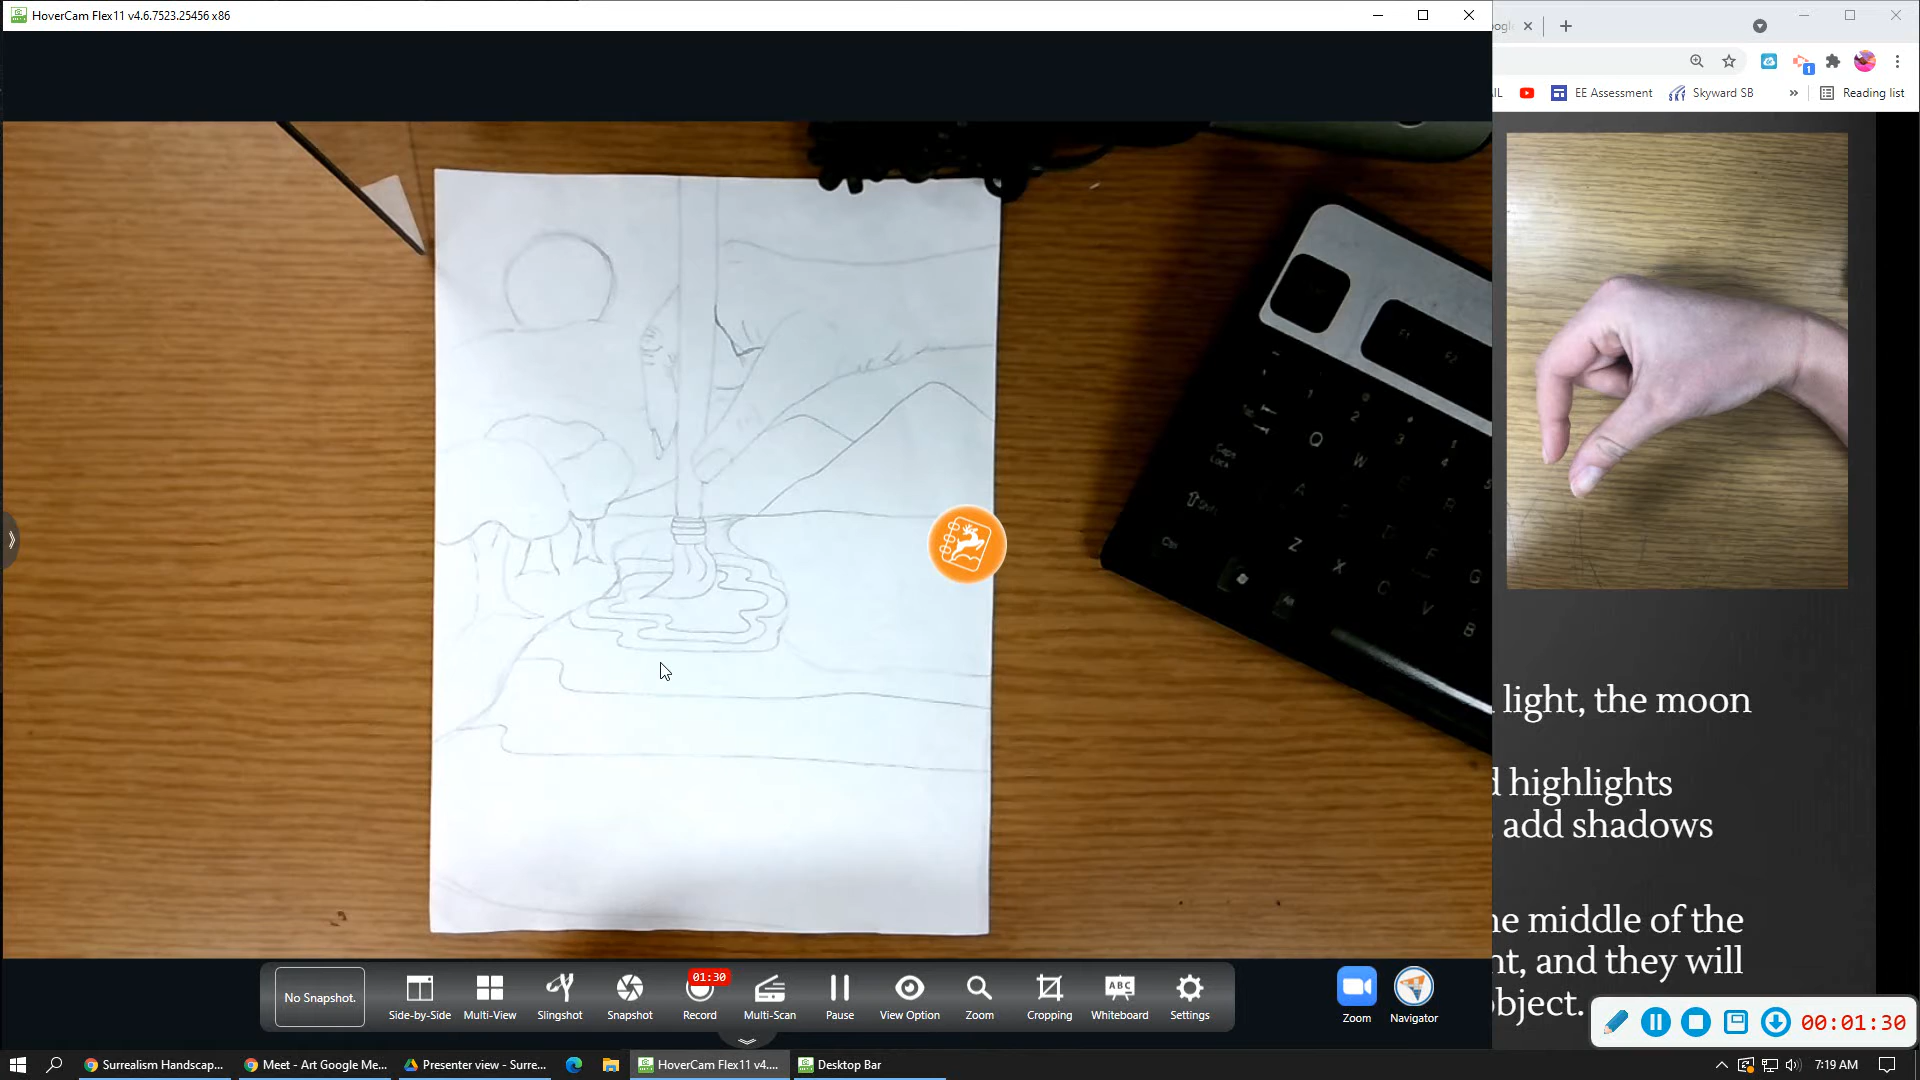 HoverCam Flex11 v4.6.7523.25456 x86
1
EE Assessment
Skyward SB
»
Reading list
light, the moon
highlights
add shadows
middle of the
and they will
object.
No Snapshot.
Side-by-Side
Multi-View
Slingshot
Snapshot
01:30
Record
Multi-Scan
Pause
View Option
Zoom
Cropping
ABC
Whiteboard
Settings
Zoom
Navigator
00:01:30
Surrealism Handscap...
Meet - Art Google Me...
Presenter view - Surre...
HoverCam Flex11 v4....
Desktop Bar
7:19 AM
Q
W
Z
X
C
V
B
A
S
D
F
G
E
R